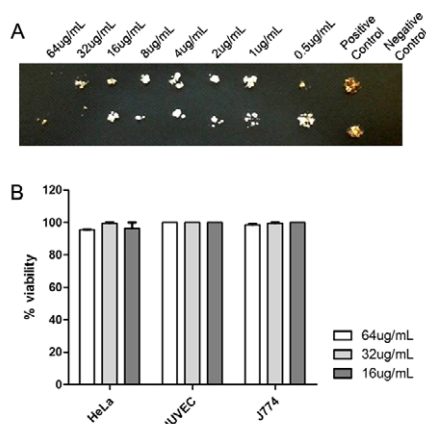 A
64ug/mL
32ug/mL
16ug/mL
8ug/mL
4ug/mL
2ug/mL
1ug/mL
0.5ug/mL
Positive
Control
Negative
Control
B
% viability
120
100
80
60
40
20
0
HeLa
IUVEC
J774
64ug/mL
32ug/mL
16ug/mL